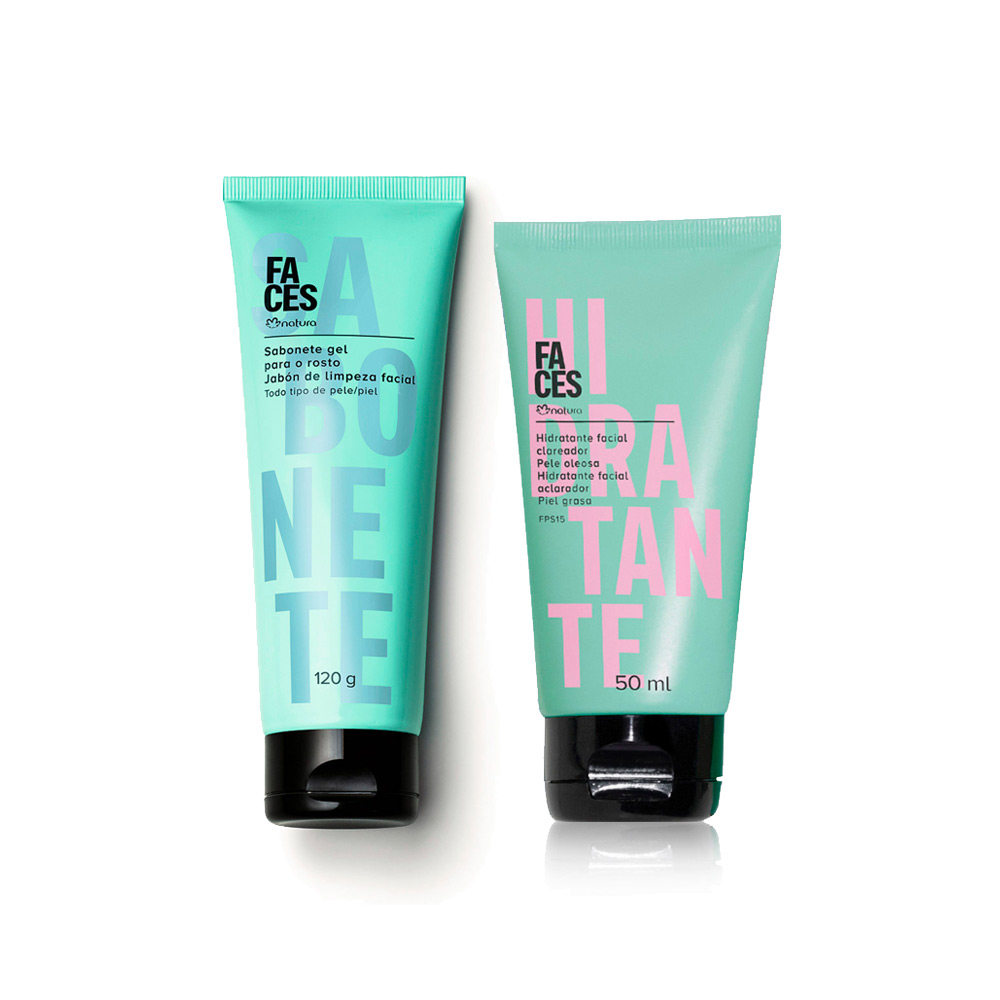 SA
BO
NE
TE
FA
CES
natura
Sabonete gel
para o rosto
Jabón de limpeza facial
Todo tipo de pele/piel
120 g
HI
DRA
TAN
TE
FA
CES
natura
Hidratante facial
clareador
Pele oleosa
Hidratante facial
aclarador
Piel grasa
FPS15
50 ml